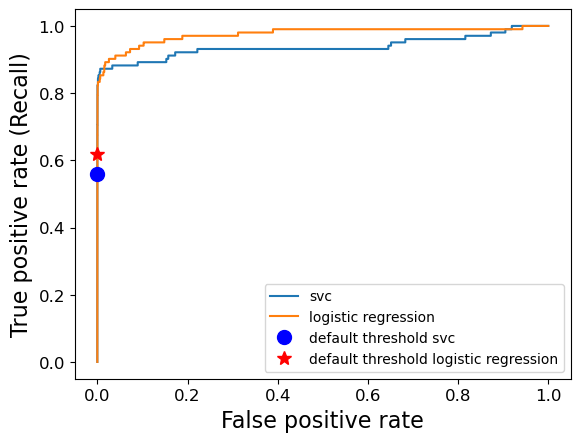 1.0
0.8
0.6
0.4
0.2
0.0
True positive rate (Recall)
svc
logistic regression
default threshold svc
default threshold logistic regression
0.0 0.2 0.4 0.6 0.8 1.0
False positive rate